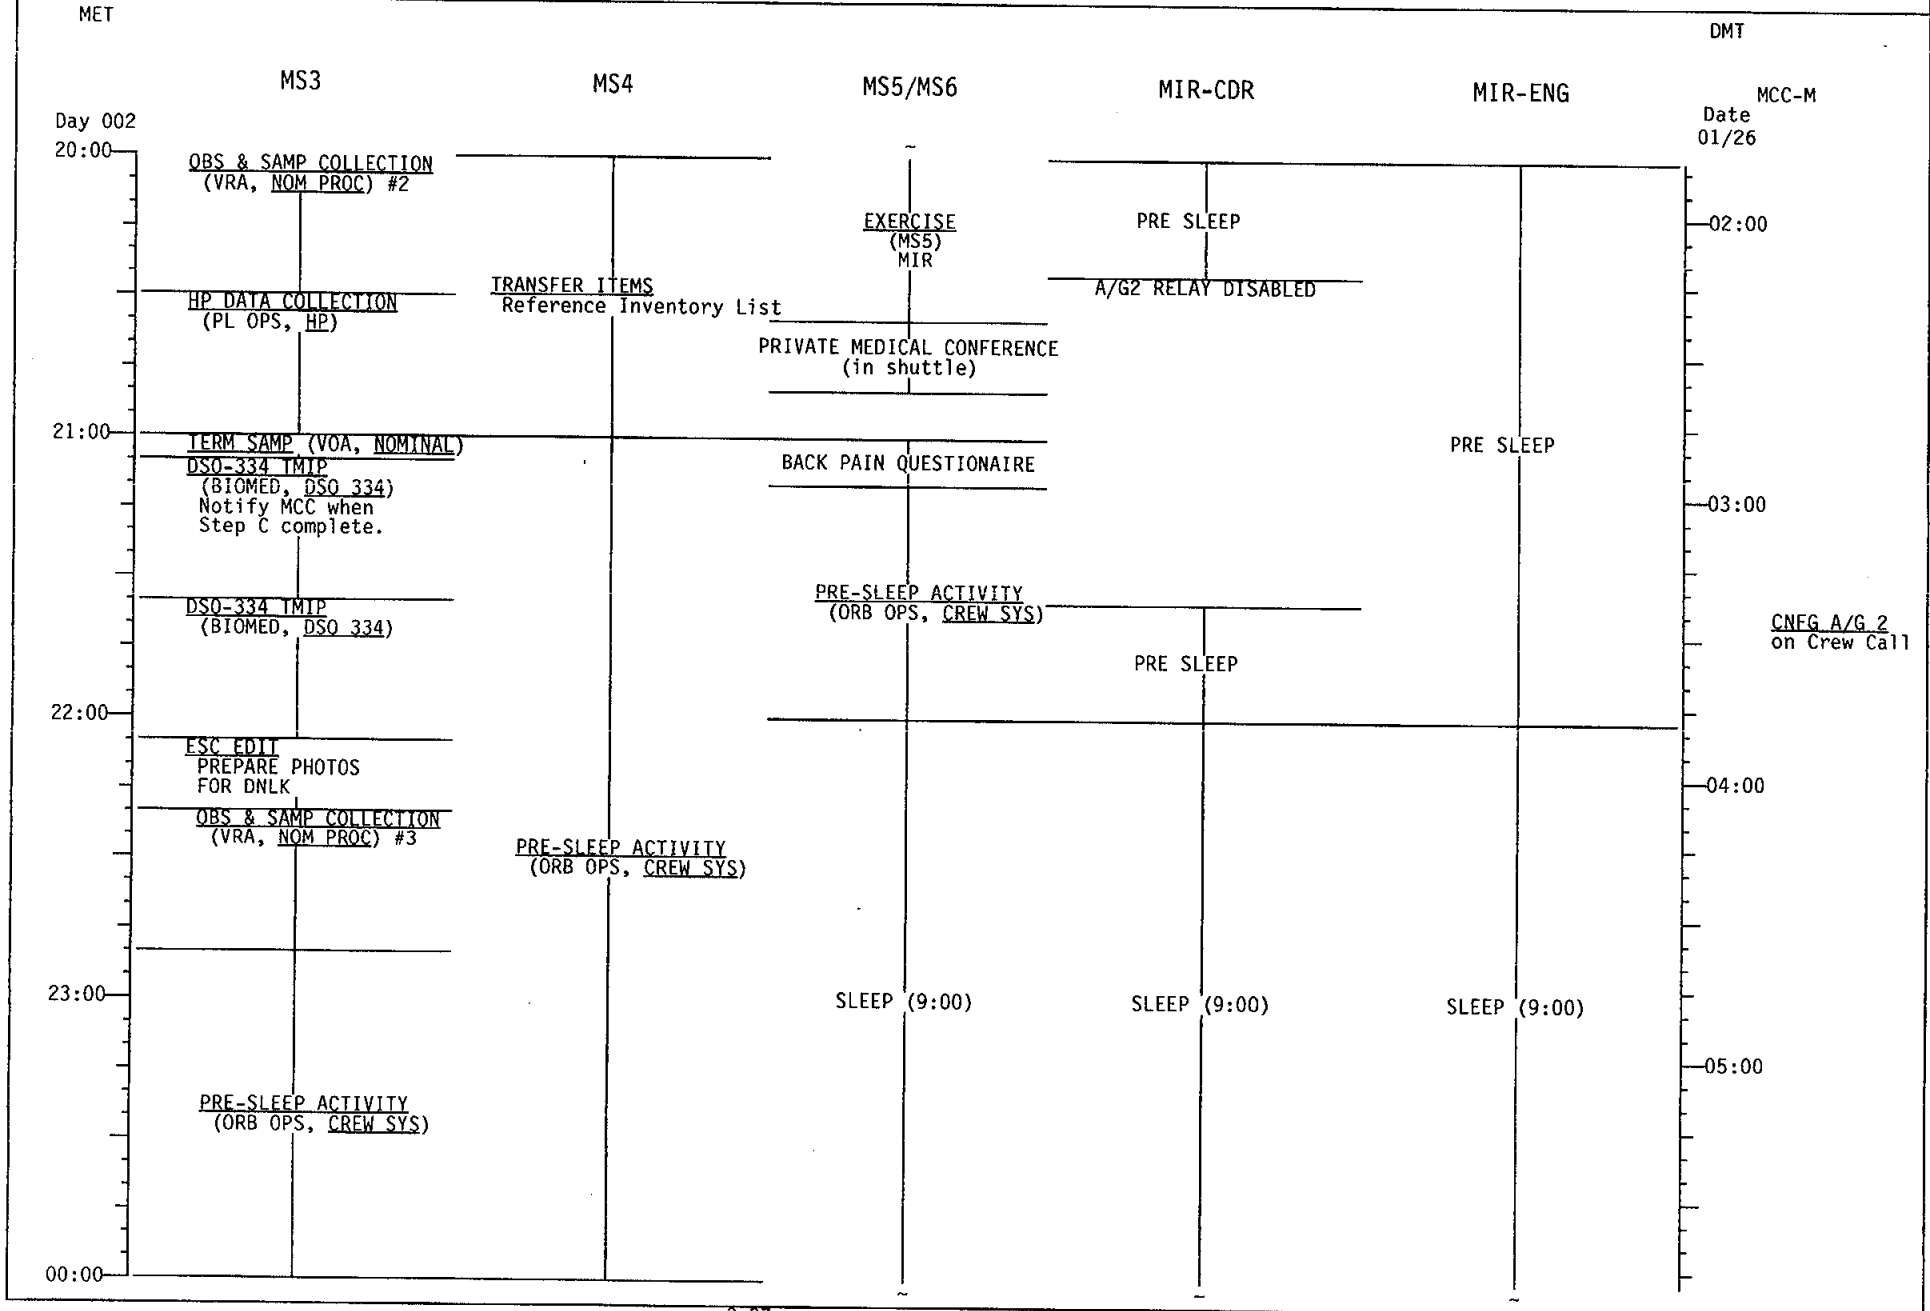 MET
DMT
MS3
MS4
MS5/MS6
MIR-CDR
MIR-ENG
MCC-M
Day 002
Date
01/26
20:00
OBS & SAMP COLLECTION
(VRA, NOM PROC) #2
EXERCISE
(MS5)
MIR
PRE SLEEP
02:00
TRANSFER ITEMS
Reference Inventory List
A/G2 RELAY DISABLED
HP DATA COLLECTION
(PL OPS, HP)
PRIVATE MEDICAL CONFERENCE
(in shuttle)
21:00
TERM SAMP (VOA, NOMINAL)
PRE SLEEP
DSO-334 TMIP
(BIOMED, DSO 334)
Notify MCC when
Step C complete.
BACK PAIN QUESTIONAIRE
03:00
PRE-SLEEP ACTIVITY
(ORB OPS, CREW SYS)
DSO-334 TMIP
(BIOMED, DSO 334)
CNFG A/G 2
on Crew Call
PRE SLEEP
22:00
ESC EDIT
PREPARE PHOTOS
FOR DNLK
04:00
OBS & SAMP COLLECTION
(VRA, NOM PROC) #3
PRE-SLEEP ACTIVITY
(ORB OPS, CREW SYS)
23:00
SLEEP (9:00)
SLEEP (9:00)
SLEEP (9:00)
05:00
PRE-SLEEP ACTIVITY
(ORB OPS, CREW SYS)
00:00